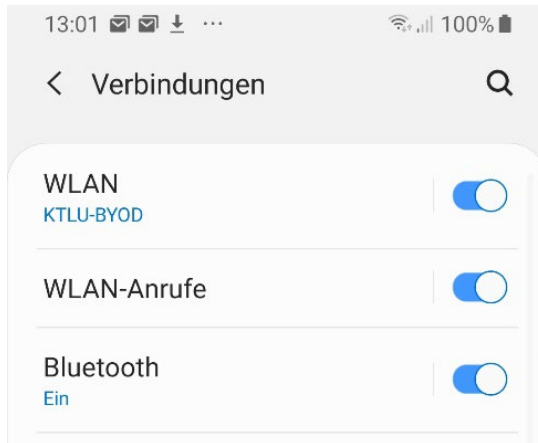 13:01 ... 100%
Verbindungen
WLAN
KTLU-BYOD
WLAN-Anrufe
Bluetooth
Ein